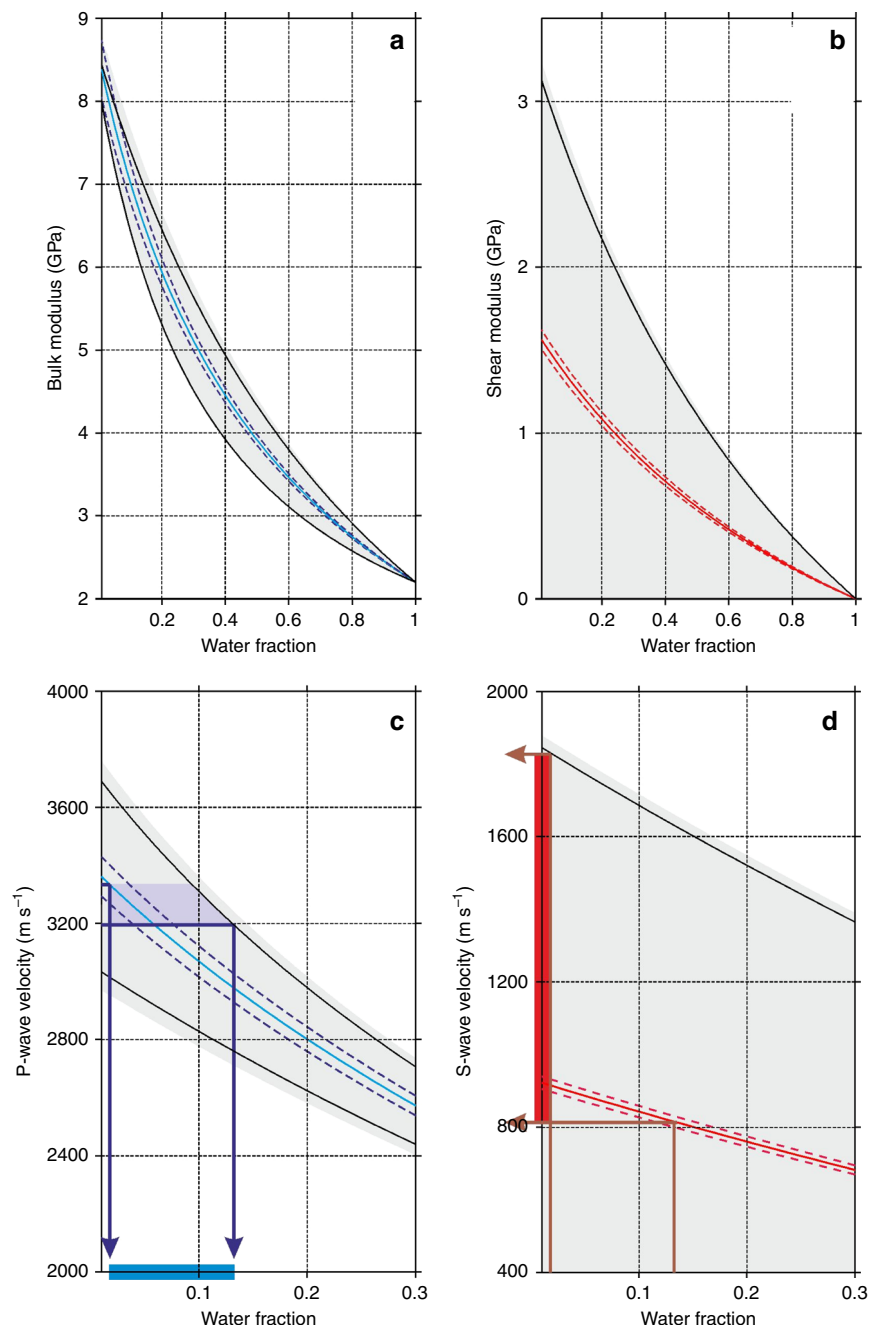 a
9
8
7
6
5
4
3
2
Bulk modulus (GPa)
0.2 0.4 0.6 0.8 1
Water fraction
b
3
2
1
0
Shear modulus (GPa)
0.2 0.4 0.6 0.8 1
Water fraction
c
4000
3600
3200
2800
2400
2000
P-wave velocity (m s⁻¹)
0.1 0.2 0.3
Water fraction
d
2000
1600
1200
800
400
S-wave velocity (m s⁻¹)
0.1 0.2 0.3
Water fraction